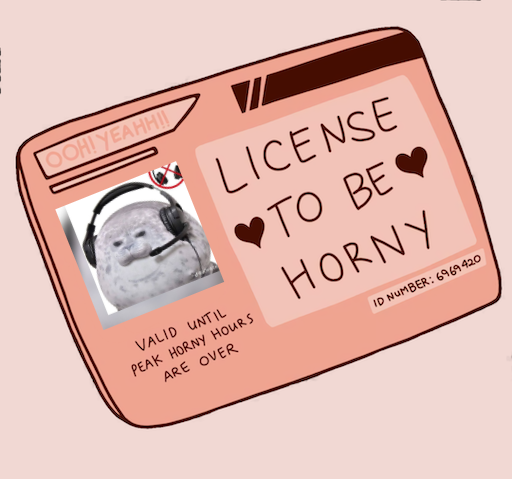 OOH! YEAHH!!
LICENSE
TO BE
HORNY
ID NUMBER: 6969420
VALID UNTIL
PEAK HORNY HOURS
ARE OVER